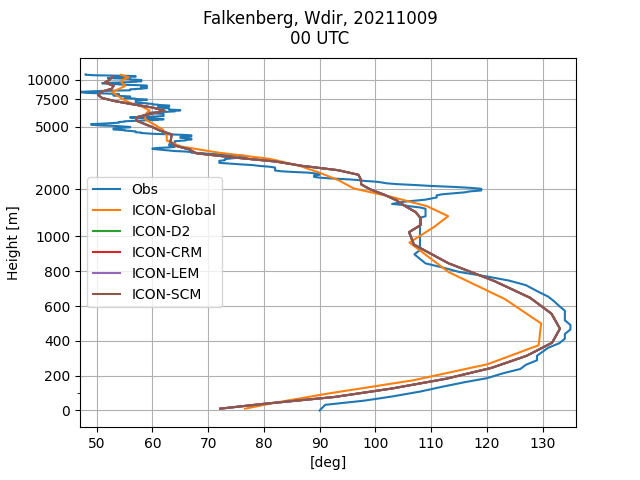 Falkenberg, Wdir, 20211009
00 UTC
Height [m]
10000
7500
5000
2000
1000
800
600
400
200
0
Obs
ICON-Global
ICON-D2
ICON-CRM
ICON-LEM
ICON-SCM
50 60 70 80 90 100 110 120 130
[deg]